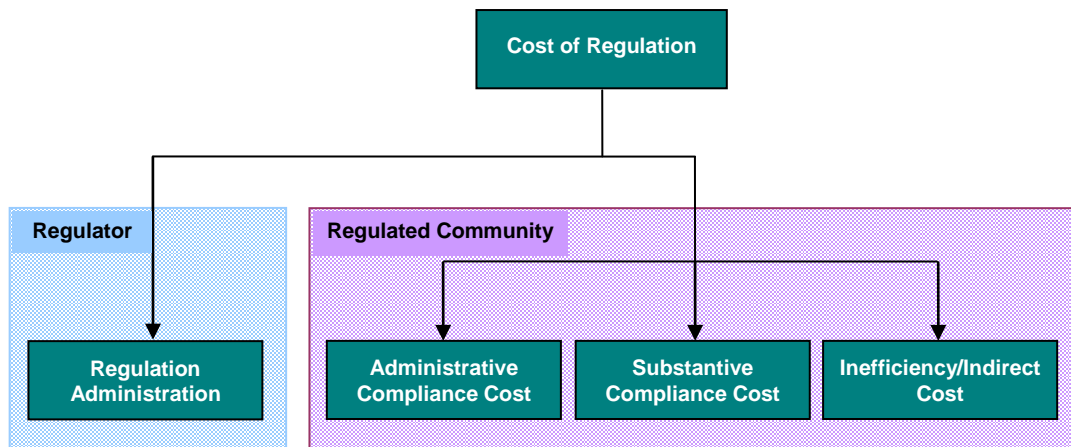 Cost of Regulation
Regulator
Regulated Community
Regulation
Administration
Administrative
Compliance Cost
Substantive
Compliance Cost
Inefficiency/Indirect
Cost